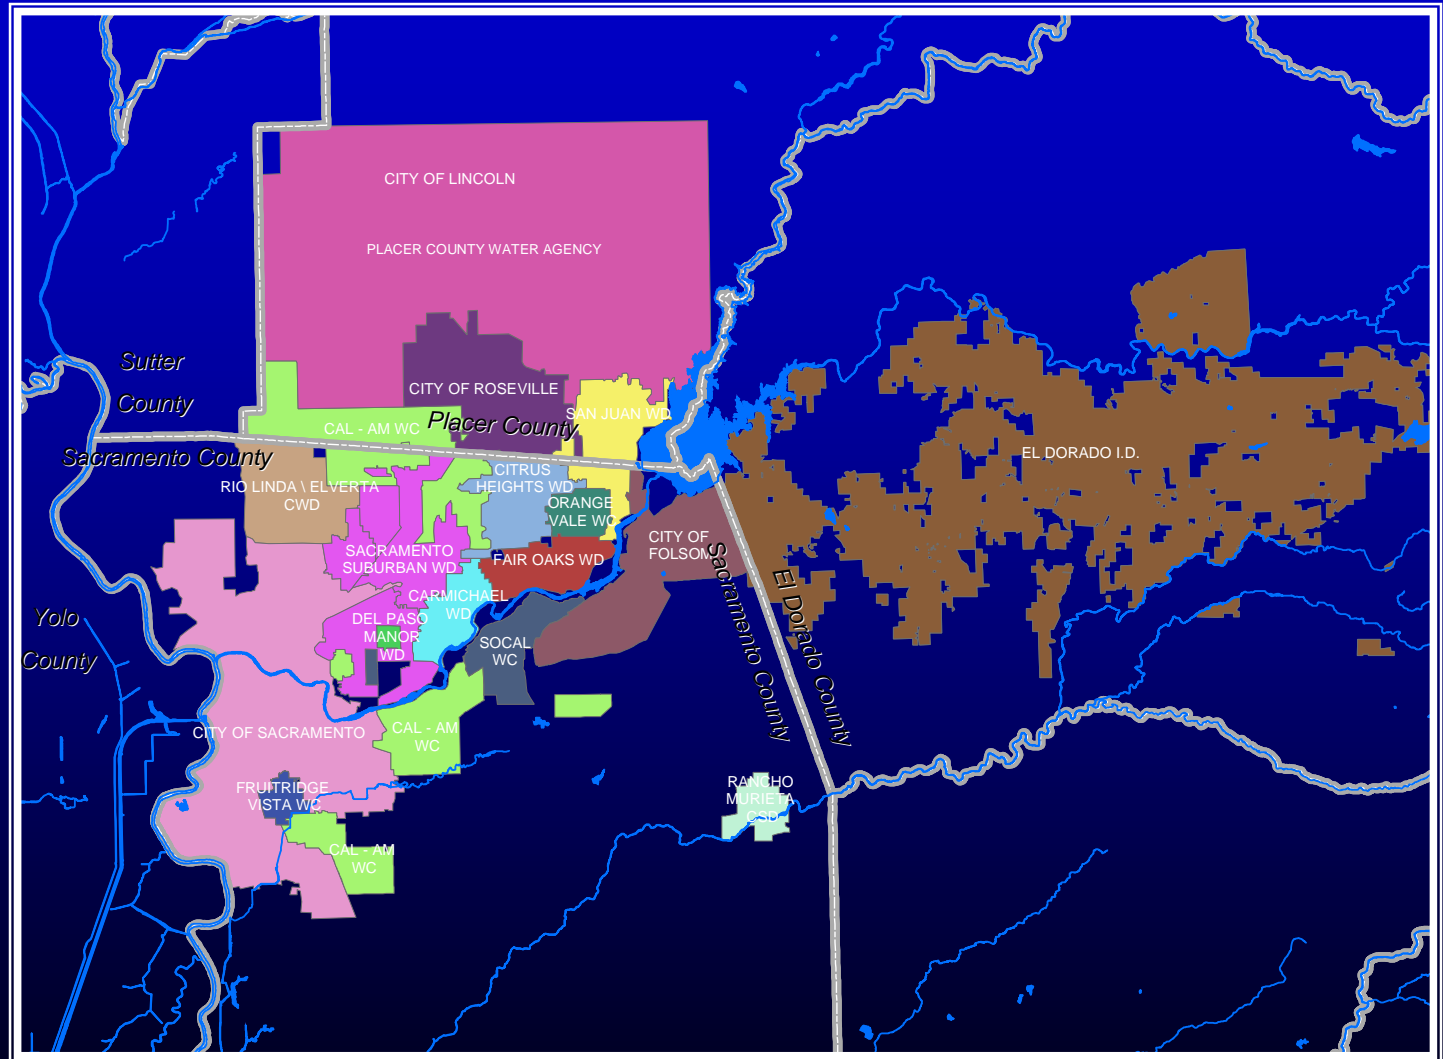 CITY OF LINCOLN
PLACER COUNTY WATER AGENCY
Sutter
County
CITY OF ROSEVILLE
SAN JUAN WD
CAL - AM WC
Placer County
Sacramento County
EL DORADO I.D.
CITRUS
HEIGHTS WD
RIO LINDA \ ELVERTA
CWD
ORANGE
VALE WC
CITY OF
FOLSOM
SACRAMENTO
SUBURBAN WD
FAIR OAKS WD
CARMICHAEL
WD
Sacramento County
El Dorado County
Yolo
County
DEL PASO
MANOR
WD
SOCAL
WC
CITY OF SACRAMENTO
CAL - AM
WC
FRUITRIDGE
VISTA WC
RANCHO
MURIETA
CSD
CAL - AM
WC